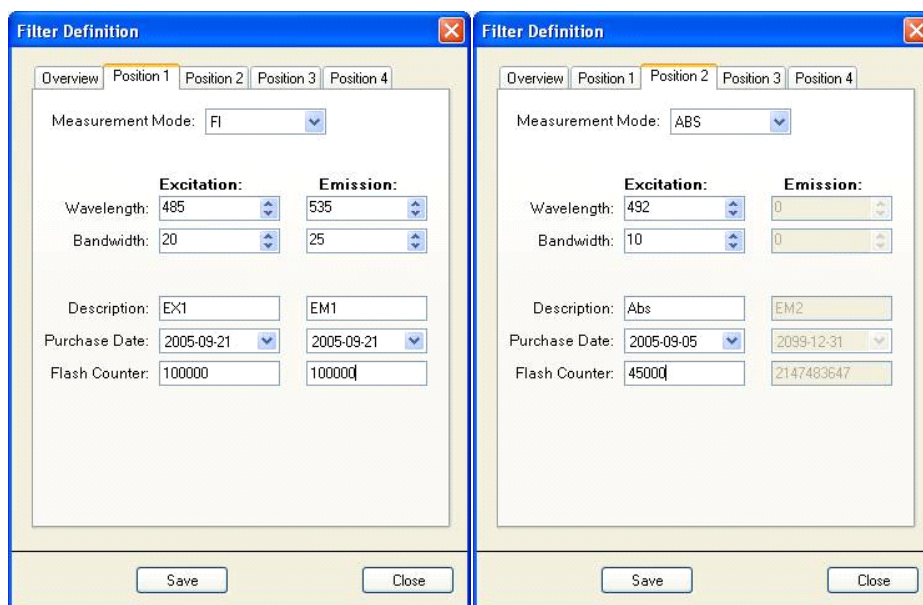 Filter Definition
Overview Position 1 Position 2 Position 3 Position 4
Measurement Mode: FI
Excitation: Emission:
Wavelength: 485 535
Bandwidth: 20 25
Description: EX1 EM1
Purchase Date: 2005-09-21 2005-09-21
Flash Counter: 100000 100000
Save Close
Filter Definition
Overview Position 1 Position 2 Position 3 Position 4
Measurement Mode: ABS
Excitation: Emission:
Wavelength: 492 0
Bandwidth: 10 0
Description: Abs EM2
Purchase Date: 2005-09-05 2099-12-31
Flash Counter: 45000 2147483647
Save Close